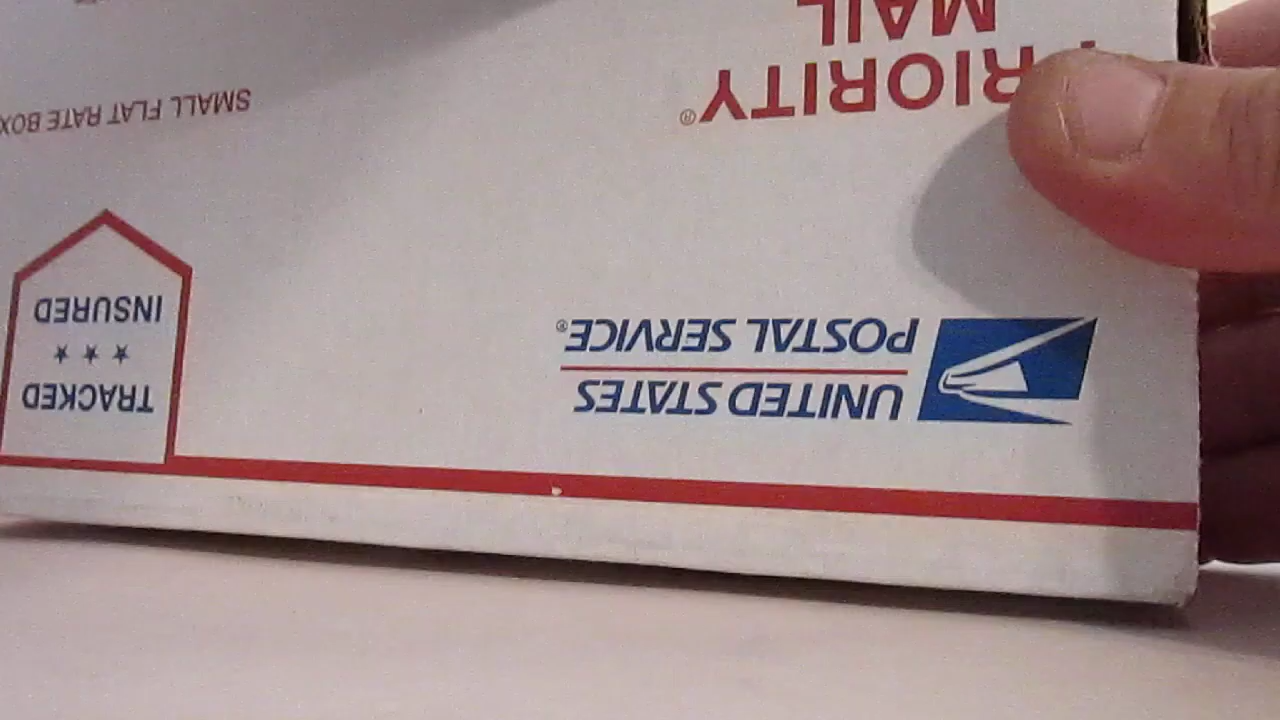 UNITED STATES
POSTAL SERVICE®
TRACKED
★ ★ ★
INSURED
PRIORITY®
MAIL
SMALL FLAT RATE BOX